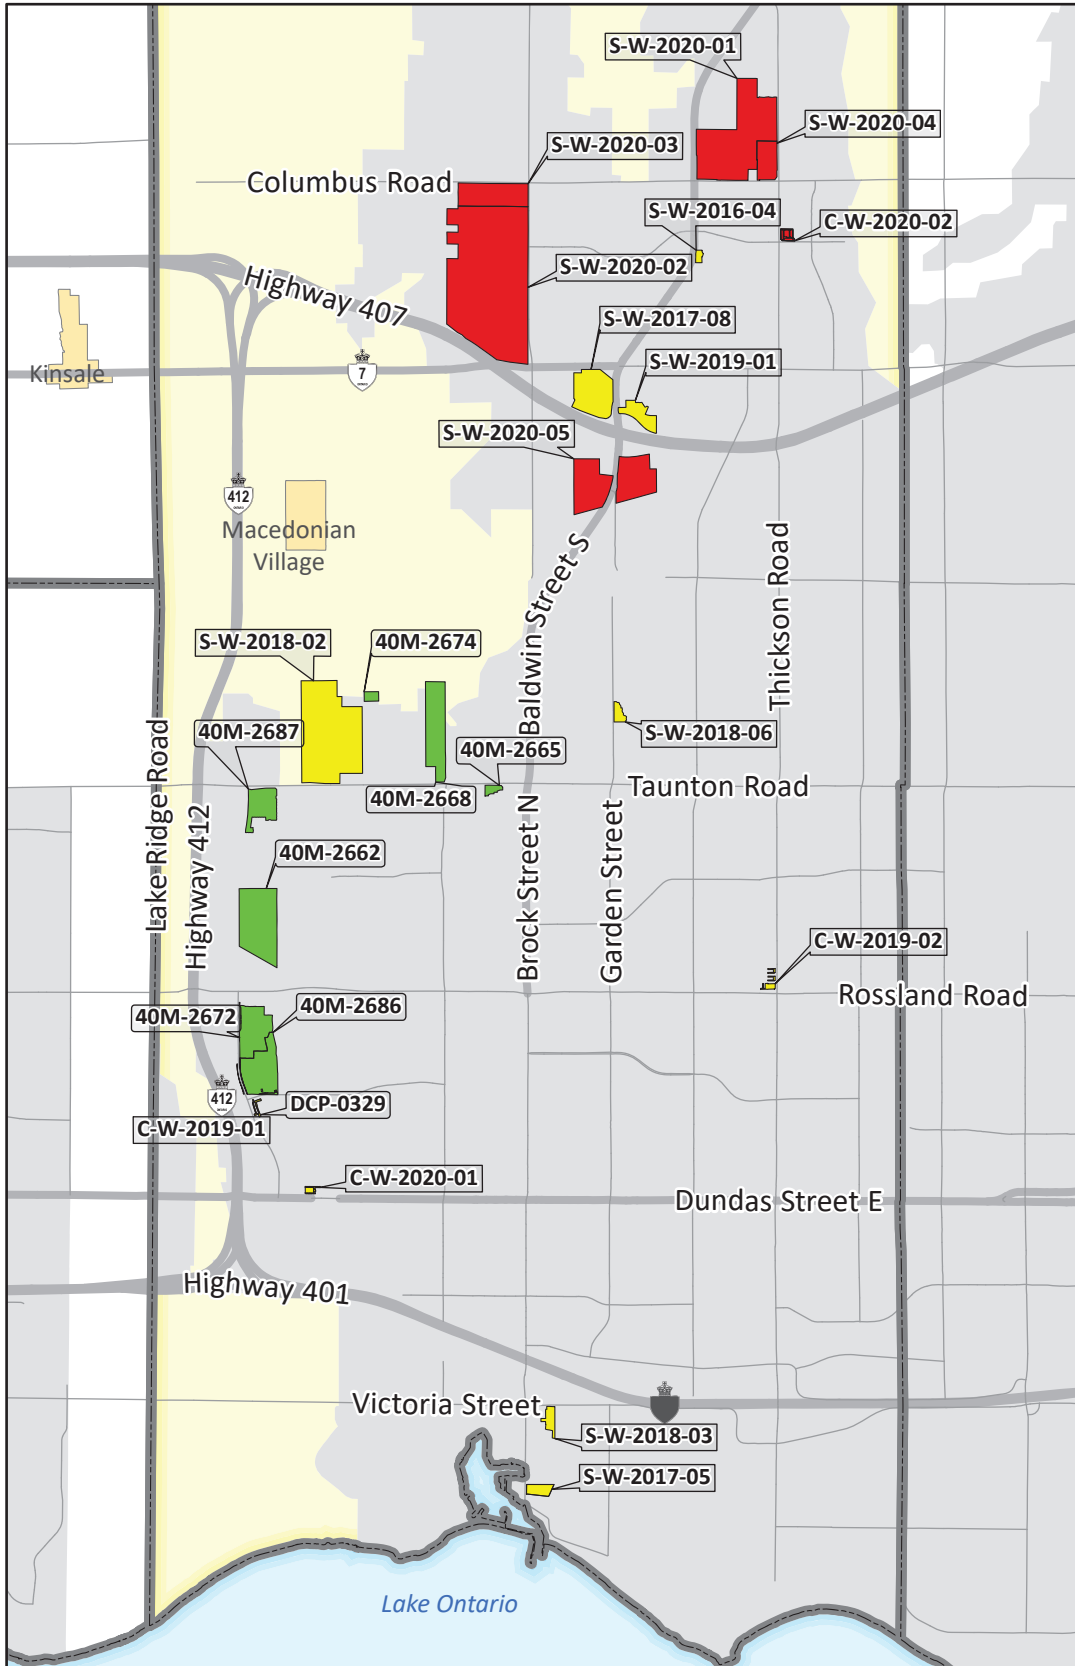 S-W-2020-01
S-W-2020-04
S-W-2020-03
Columbus Road
S-W-2016-04
C-W-2020-02
S-W-2020-02
Highway 407
S-W-2017-08
S-W-2019-01
Kinsale
7
S-W-2020-05
412
Macedonian
Village
Baldwin Street S
Thickson Road
S-W-2018-02
40M-2674
40M-2687
S-W-2018-06
40M-2665
40M-2668
Taunton Road
Lake Ridge Road
Highway 412
Brock Street N
Garden Street
40M-2662
C-W-2019-02
Rossland Road
40M-2672
40M-2686
412
DCP-0329
C-W-2019-01
C-W-2020-01
Dundas Street E
Highway 401
Victoria Street
S-W-2018-03
S-W-2017-05
Lake Ontario